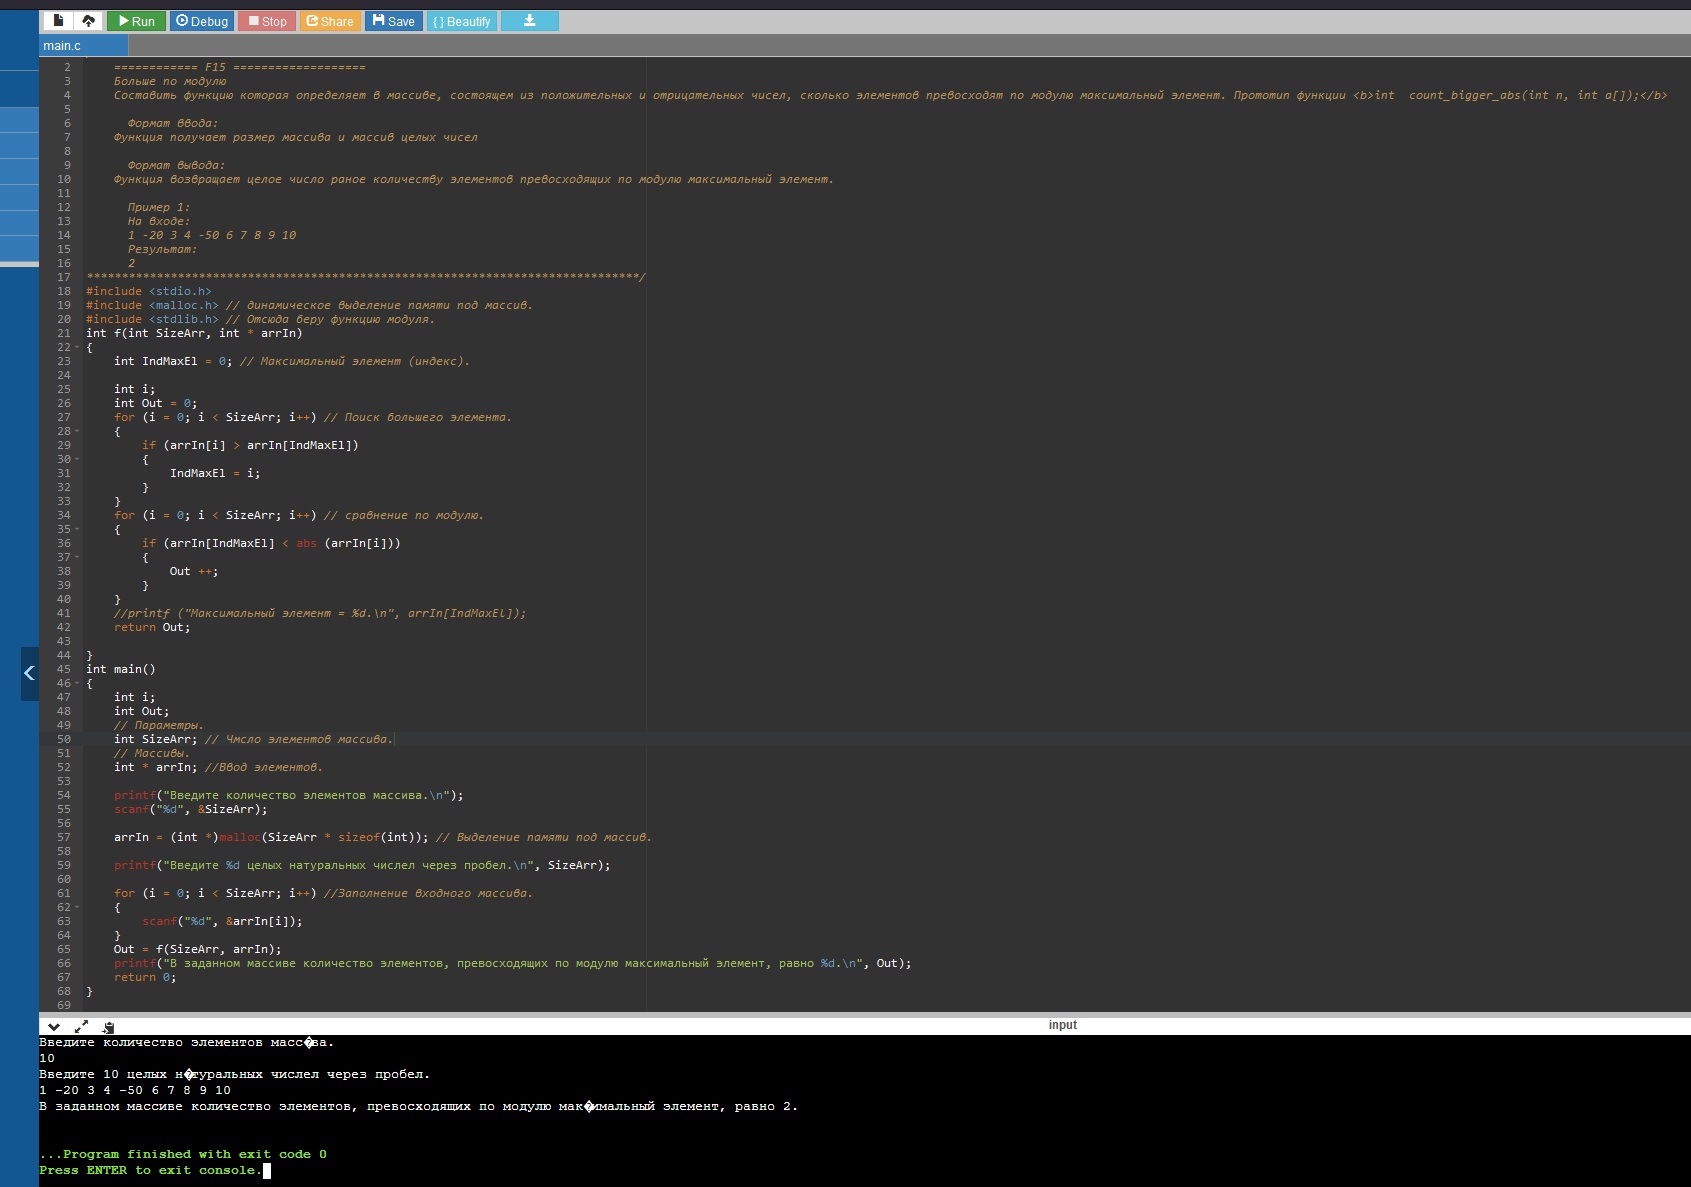 Run Debug Stop Share Save { } Beautify
main.c
2 ============ F15 ===================
3 Больше по модулю
4 Составить функцию которая определяет в массиве, состоящем из положительных и отрицательных чисел, сколько элементов превосходят по модулю максимальный элемент. Прототип функции <b>int  count_bigger_abs(int n, int a[]);</b>
5
6 Формат ввода:
7 Функция получает размер массива и массив целых чисел
8
9 Формат вывода:
10 Функция возвращает целое число раное количеству элементов превосходящих по модулю максимальный элемент.
11
12 Пример 1:
13 На входе:
14 1 -20 3 4 -50 6 7 8 9 10
15 Результат:
16 2
17 *******************************************************************************/
18 #include <stdio.h>
19 #include <malloc.h> // динамическое выделение памяти под массив.
20 #include <stdlib.h> // Отсюда беру функцию модуля.
21 int f(int SizeArr, int * arrIn)
22 {
23 int IndMaxEl = 0; // Максимальный элемент (индекс).
24
25 int i;
26 int Out = 0;
27 for (i = 0; i < SizeArr; i++) // Поиск большего элемента.
28 {
29 if (arrIn[i] > arrIn[IndMaxEl])
30 {
31 IndMaxEl = i;
32 }
33 }
34 for (i = 0; i < SizeArr; i++) // сравнение по модулю.
35 {
36 if (arrIn[IndMaxEl] < abs (arrIn[i]))
37 {
38 Out ++;
39 }
40 }
41 //printf ("Максимальный элемент = %d.\n", arrIn[IndMaxEl]);
42 return Out;
43
44 }
45 int main()
46 {
47 int i;
48 int Out;
49 // Параметры.
50 int SizeArr; // Чмсло элементов массива.
51 // Массивы.
52 int * arrIn; //Ввод элементов.
53
54 printf("Введите количество элементов массива.\n");
55 scanf("%d", &SizeArr);
56
57 arrIn = (int *)malloc(SizeArr * sizeof(int)); // Выделение памяти под массив.
58
59 printf("Введите %d целых натуральных числел через пробел.\n", SizeArr);
60
61 for (i = 0; i < SizeArr; i++) //Заполнение входного массива.
62 {
63 scanf("%d", &arrIn[i]);
64 }
65 Out = f(SizeArr, arrIn);
66 printf("В заданном массиве количество элементов, превосходящих по модулю максимальный элемент, равно %d.\n", Out);
67 return 0;
68 }
69
input
Введите количество элементов масс�ва.
10
Введите 10 целых н�туральных числел через пробел.
1 -20 3 4 -50 6 7 8 9 10
В заданном массиве количество элементов, превосходящих по модулю мак�имальный элемент, равно 2.
...Program finished with exit code 0
Press ENTER to exit console.